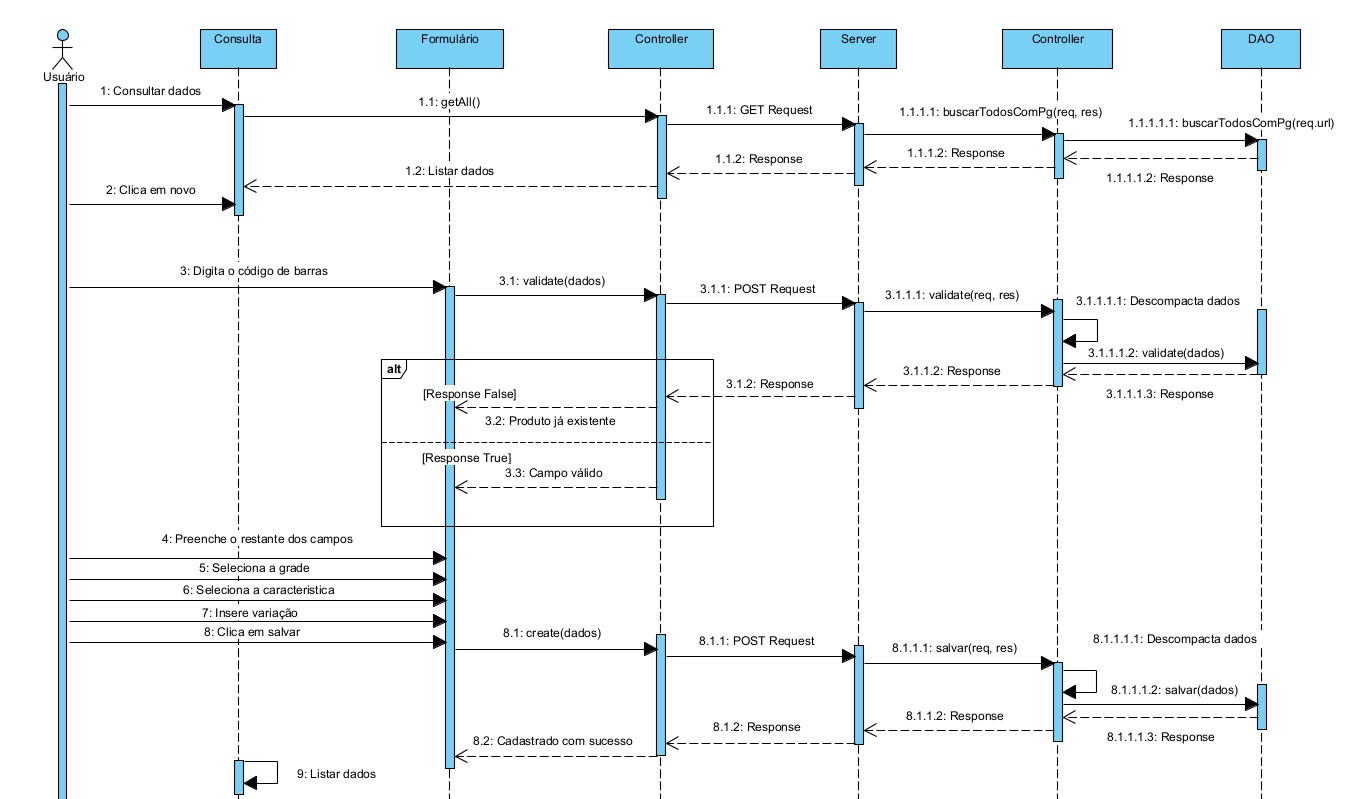 Usuário
Consulta
Formulário
Controller
Server
Controller
DAO
1: Consultar dados
1.1: getAll()
1.1.1: GET Request
1.1.1.1: buscarTodosComPg(req, res)
1.1.1.1.1: buscarTodosComPg(req.url)
1.1.1.1.2: Response
1.1.1.2: Response
1.1.2: Response
1.2: Listar dados
2: Clica em novo
3: Digita o código de barras
3.1: validate(dados)
3.1.1: POST Request
3.1.1.1: validate(req, res)
3.1.1.1.1: Descompacta dados
3.1.1.1.2: validate(dados)
3.1.1.1.3: Response
3.1.1.2: Response
3.1.2: Response
alt
[Response False]
3.2: Produto já existente
[Response True]
3.3: Campo válido
4: Preenche o restante dos campos
5: Seleciona a grade
6: Seleciona a caracteristica
7: Insere variação
8: Clica em salvar
8.1: create(dados)
8.1.1: POST Request
8.1.1.1: salvar(req, res)
8.1.1.1.1: Descompacta dados
8.1.1.1.2: salvar(dados)
8.1.1.1.3: Response
8.1.1.2: Response
8.1.2: Response
8.2: Cadastrado com sucesso
9: Listar dados